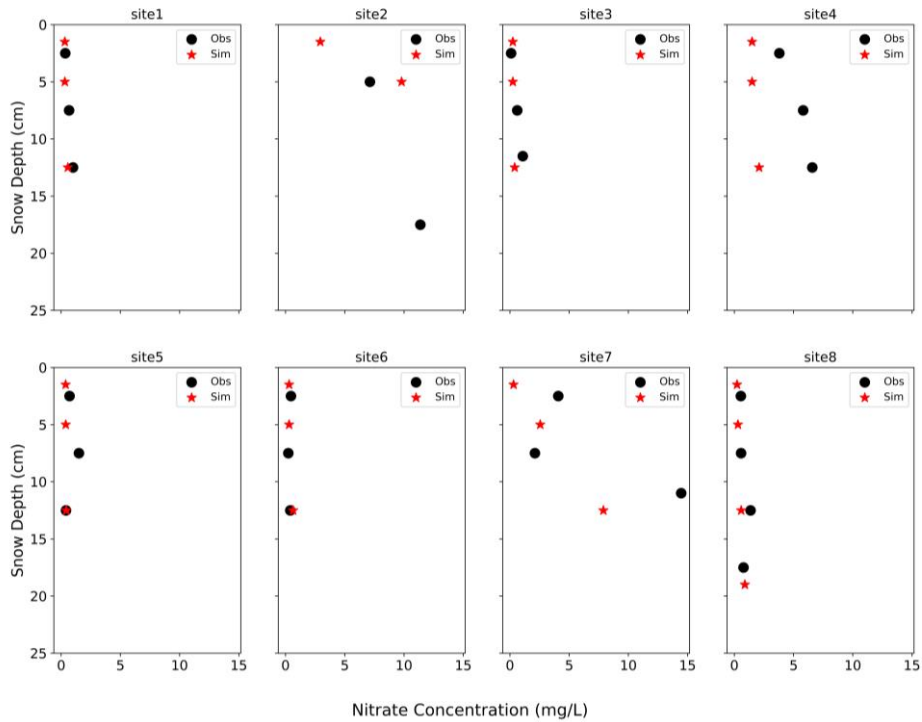 site1 site2 site3 site4
Obs Obs Obs Obs
Sim Sim Sim Sim
0
5
10
15
20
25
Snow Depth (cm)
site5 site6 site7 site8
Obs Obs Obs Obs
Sim Sim Sim Sim
0
5
10
15
20
25
Snow Depth (cm)
0 5 10 15 0 5 10 15 0 5 10 15 0 5 10 15
Nitrate Concentration (mg/L)